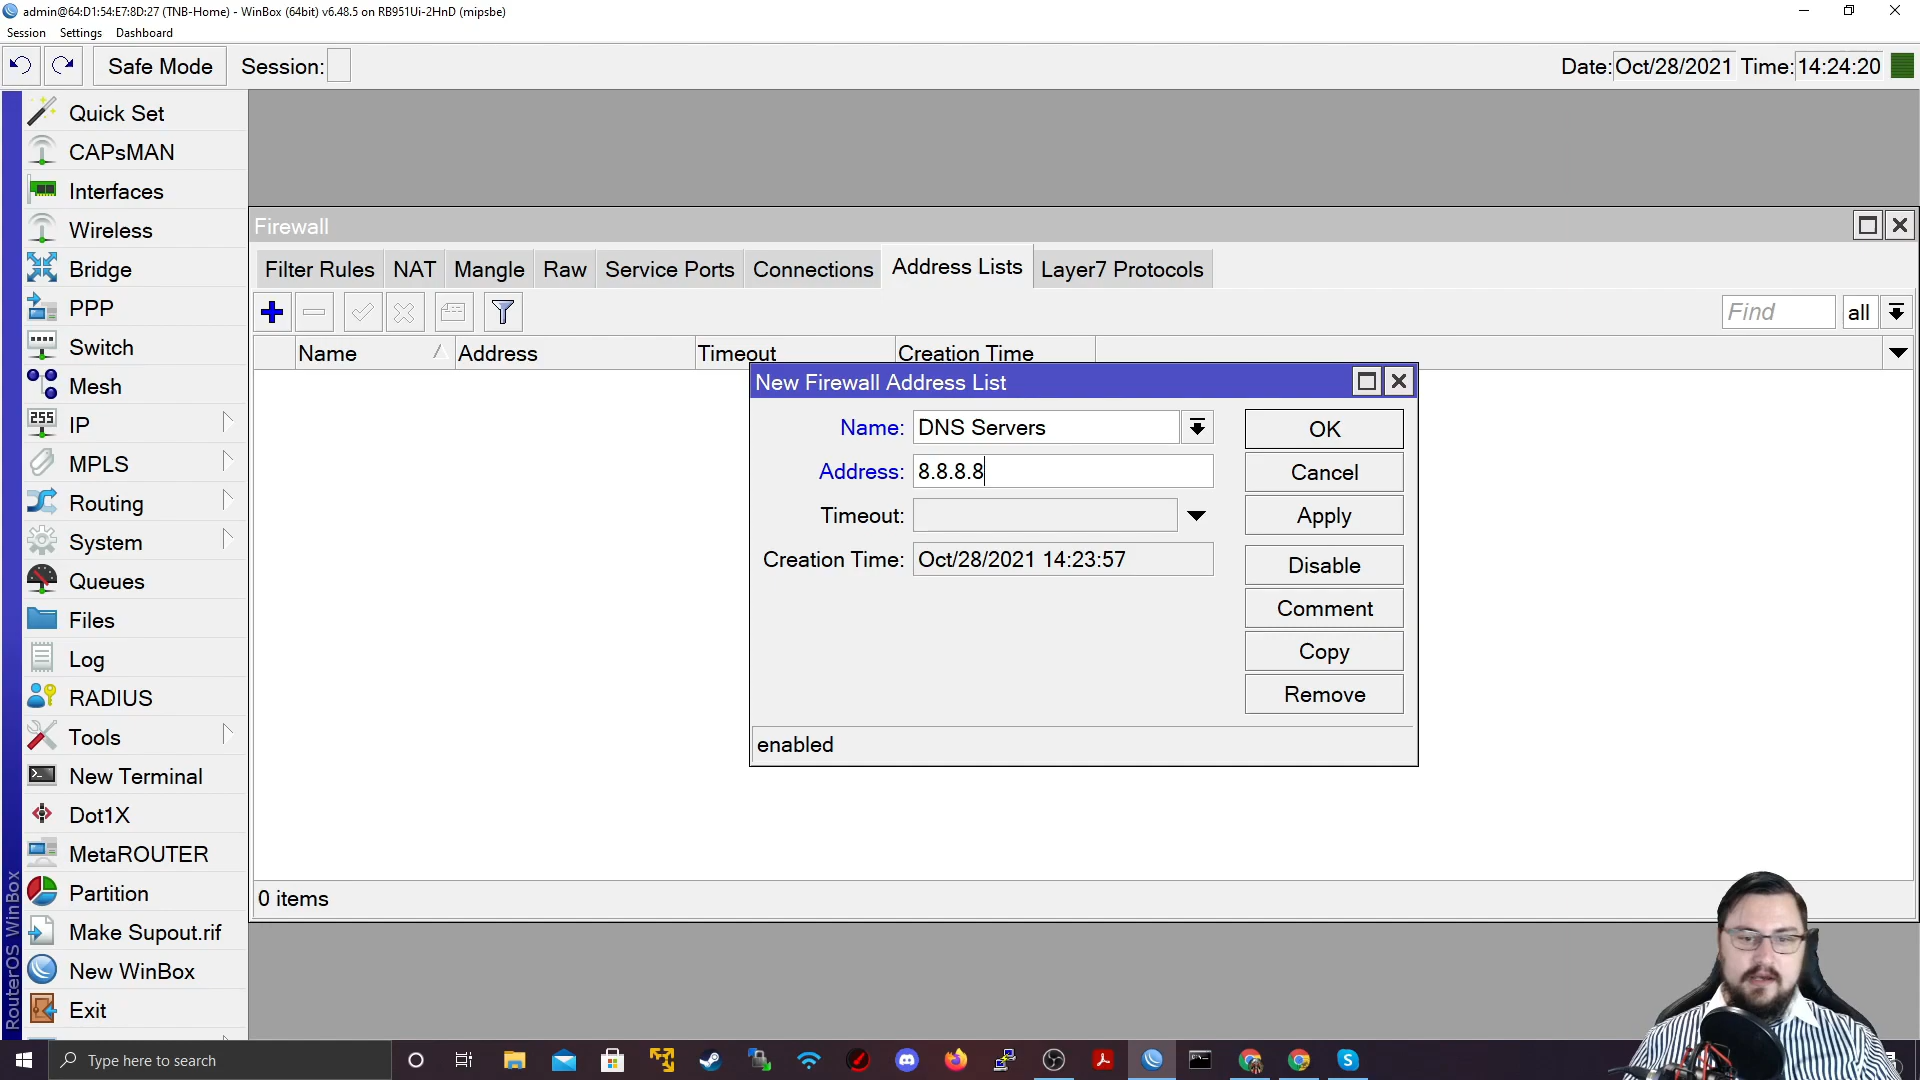 admin@64:D1:54:E7:8D:27 (TNB-Home) - WinBox (64bit) v6.48.5 on RB951Ui-2HnD (mipsbe)
Session Settings Dashboard
Safe Mode Session: Date: Oct/28/2021 Time: 14:24:20
Quick Set
CAPsMAN
Interfaces
Wireless
Bridge
PPP
Switch
Mesh
255 IP
MPLS
Routing
System
Queues
Files
Log
RADIUS
Tools
New Terminal
Dot1X
MetaROUTER
Partition
Make Supout.rif
New WinBox
Exit
RouterOS WinBox
Firewall
Filter Rules NAT Mangle Raw Service Ports Connections Address Lists Layer7 Protocols
Find all
Name Address Timeout Creation Time
New Firewall Address List
Name: DNS Servers
Address: 8.8.8.8
Timeout:
Creation Time: Oct/28/2021 14:23:57
OK
Cancel
Apply
Disable
Comment
Copy
Remove
enabled
0 items
Type here to search